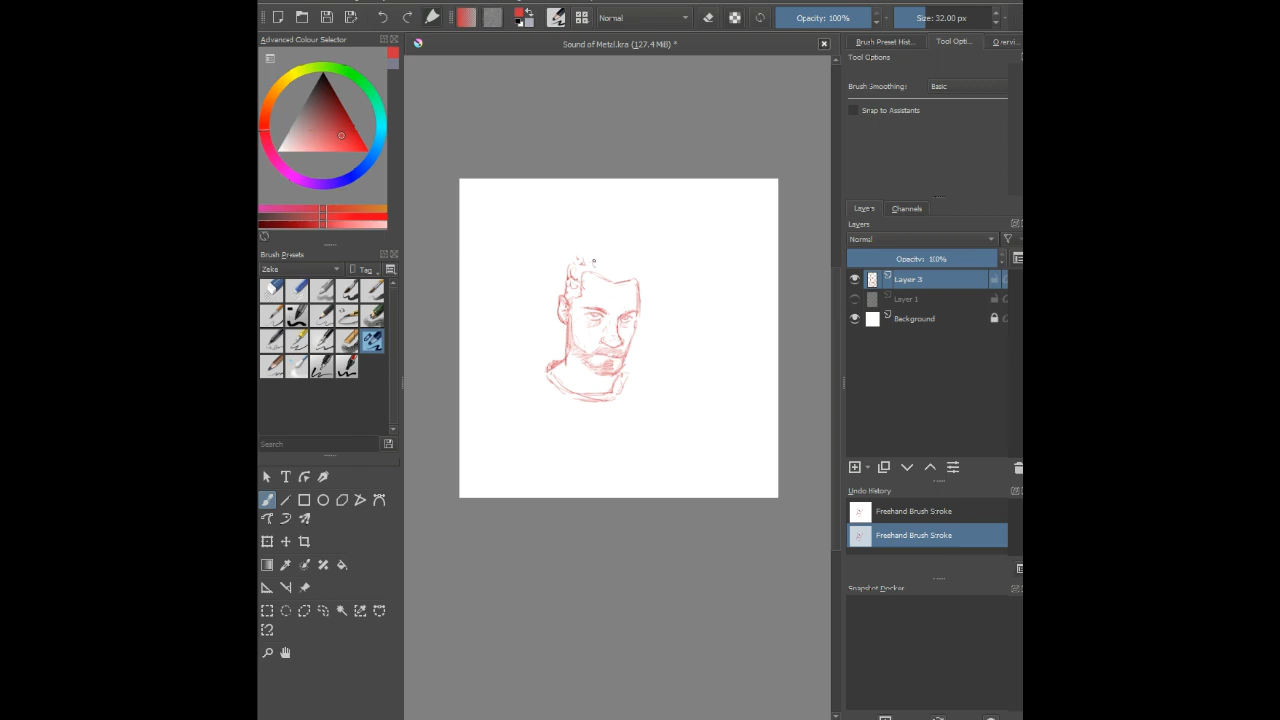 Normal
Opacity: 100%
Size: 32.00 px
Advanced Colour Selector
Sound of Metal.kra (127.4 MiB) *
Brush Preset Hist...
Tool Opti...
Overvi...
Tool Options
Brush Smoothing:
Basic
Snap to Assistants
Layers
Channels
Layers
Normal
Opacity: 100%
Layer 3
Layer 1
Background
Brush Presets
Zeke
Tag
Search
Undo History
Freehand Brush Stroke
Freehand Brush Stroke
Snapshot Docker